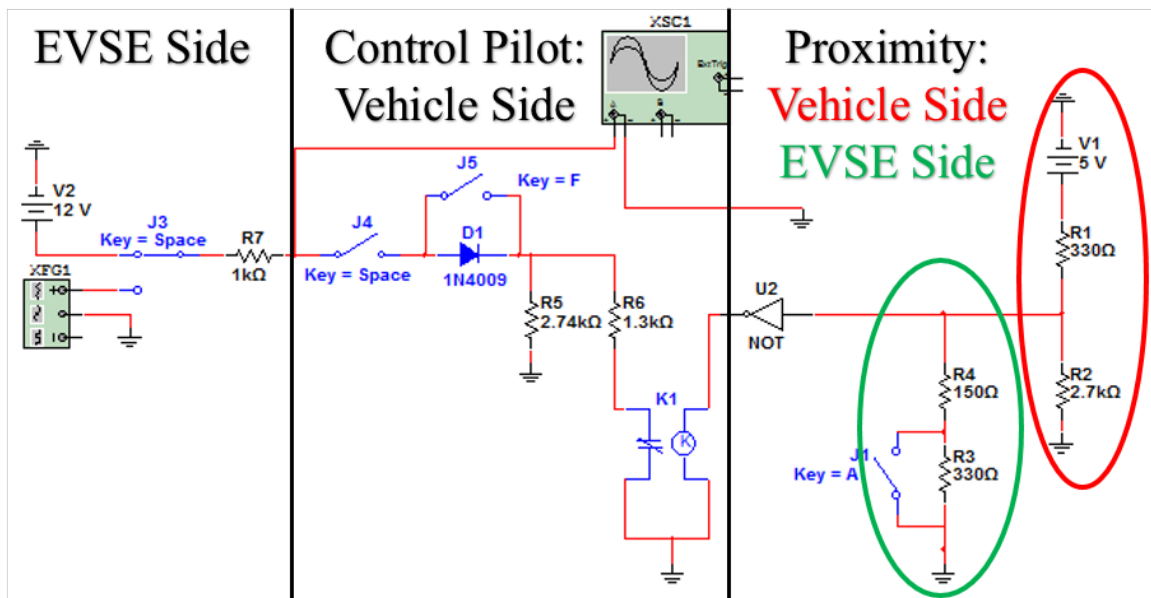 EVSE Side
Control Pilot:
Vehicle Side
Proximity:
Vehicle Side
EVSE Side
XSC1
Ext Trig
+
A
B
+ -
+ -
V2
12 V
J3
Key = Space
R7
1kΩ
XFG1
J4
Key = Space
J5
Key = F
D1
1N4009
R5
2.74kΩ
R6
1.3kΩ
K1
K
U2
NOT
V1
5 V
R1
330Ω
R2
2.7kΩ
R4
150Ω
R3
330Ω
J1
Key = A